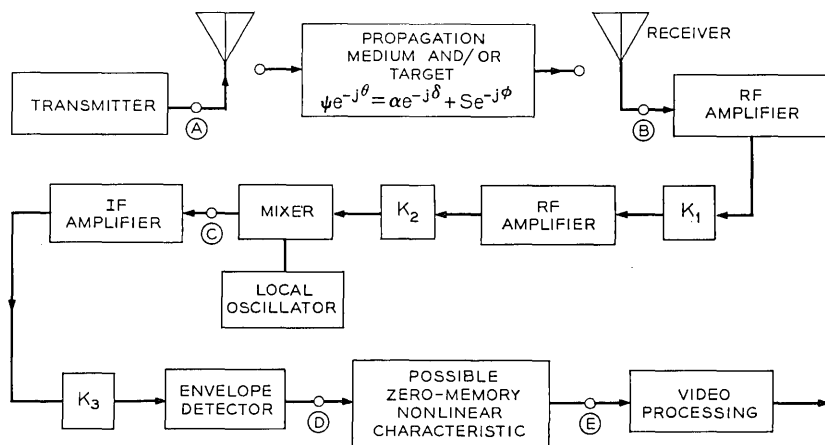 PROPAGATION
MEDIUM AND/OR
TARGET
ψe^{-jθ} = αe^{-jδ} + Se^{-jϕ}
RECEIVER
TRANSMITTER
A
B
RF
AMPLIFIER
IF
AMPLIFIER
C
MIXER
K₂
RF
AMPLIFIER
K₁
LOCAL
OSCILLATOR
K₃
ENVELOPE
DETECTOR
D
POSSIBLE
ZERO-MEMORY
NONLINEAR
CHARACTERISTIC
E
VIDEO
PROCESSING